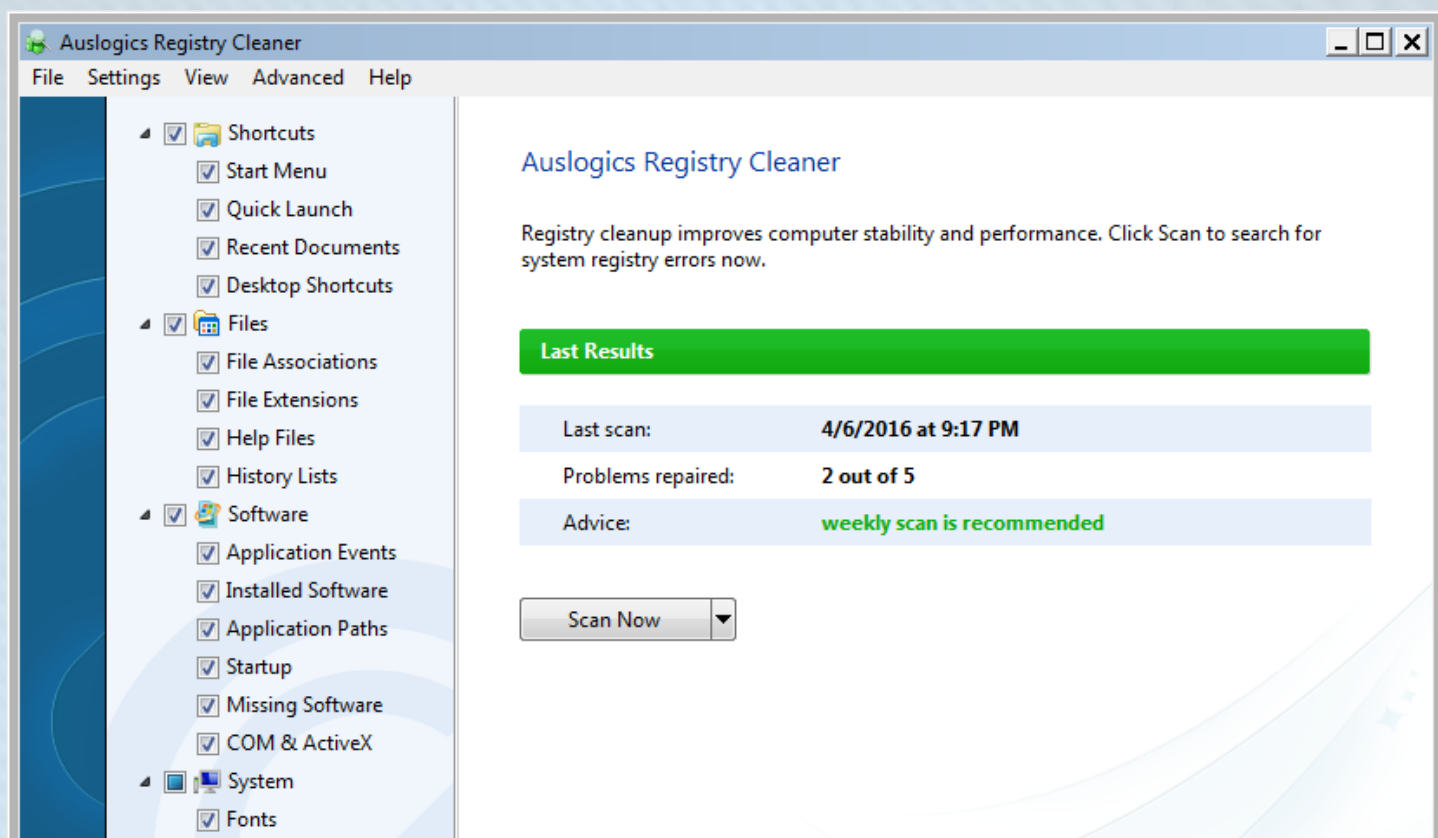 Auslogics Registry Cleaner
File Settings View Advanced Help
Shortcuts
Start Menu
Quick Launch
Recent Documents
Desktop Shortcuts
Files
File Associations
File Extensions
Help Files
History Lists
Software
Application Events
Installed Software
Application Paths
Startup
Missing Software
COM & ActiveX
System
Fonts
Auslogics Registry Cleaner
Registry cleanup improves computer stability and performance. Click Scan to search for
system registry errors now.
Last Results
Last scan: 4/6/2016 at 9:17 PM
Problems repaired: 2 out of 5
Advice: weekly scan is recommended
Scan Now